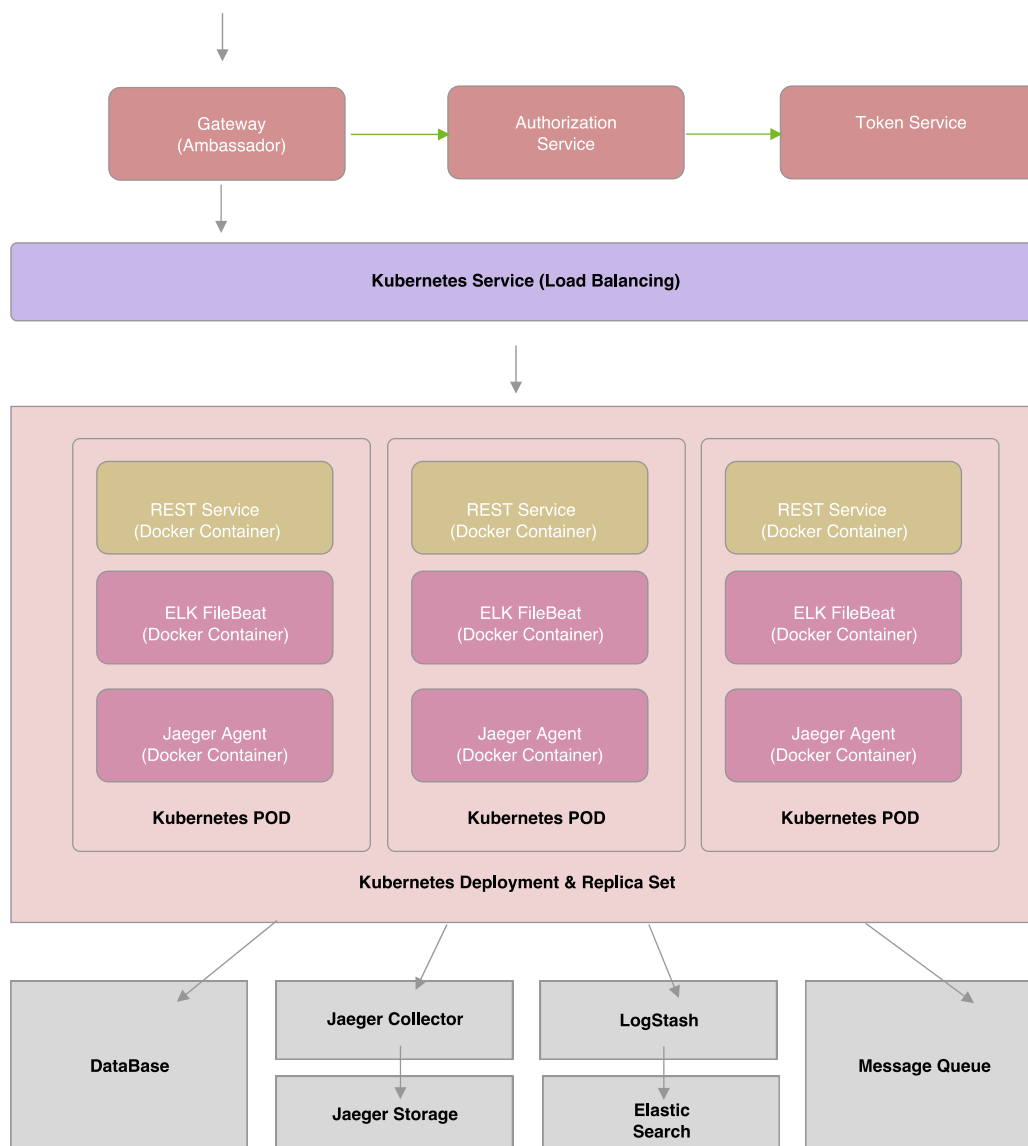 Gateway
(Ambassador)
Authorization
Service
Token Service
Kubernetes Service (Load Balancing)
REST Service
(Docker Container)
REST Service
(Docker Container)
REST Service
(Docker Container)
ELK FileBeat
(Docker Container)
ELK FileBeat
(Docker Container)
ELK FileBeat
(Docker Container)
Jaeger Agent
(Docker Container)
Jaeger Agent
(Docker Container)
Jaeger Agent
(Docker Container)
Kubernetes POD
Kubernetes POD
Kubernetes POD
Kubernetes Deployment & Replica Set
DataBase
Jaeger Collector
Jaeger Storage
LogStash
Elastic
Search
Message Queue